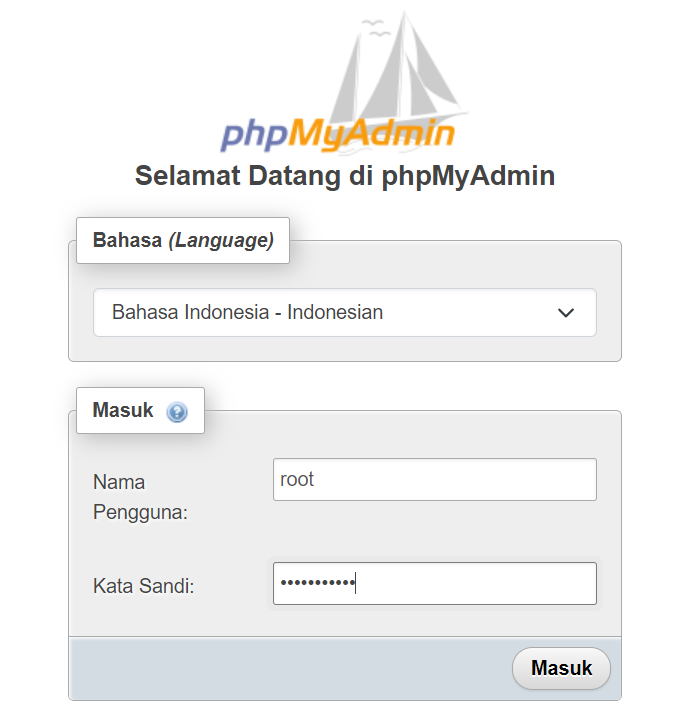 phpMyAdmin
Selamat Datang di phpMyAdmin
Bahasa (Language)
Bahasa Indonesia - Indonesian
Masuk
Nama
Pengguna:
root
Kata Sandi:
•••••••••••
Masuk